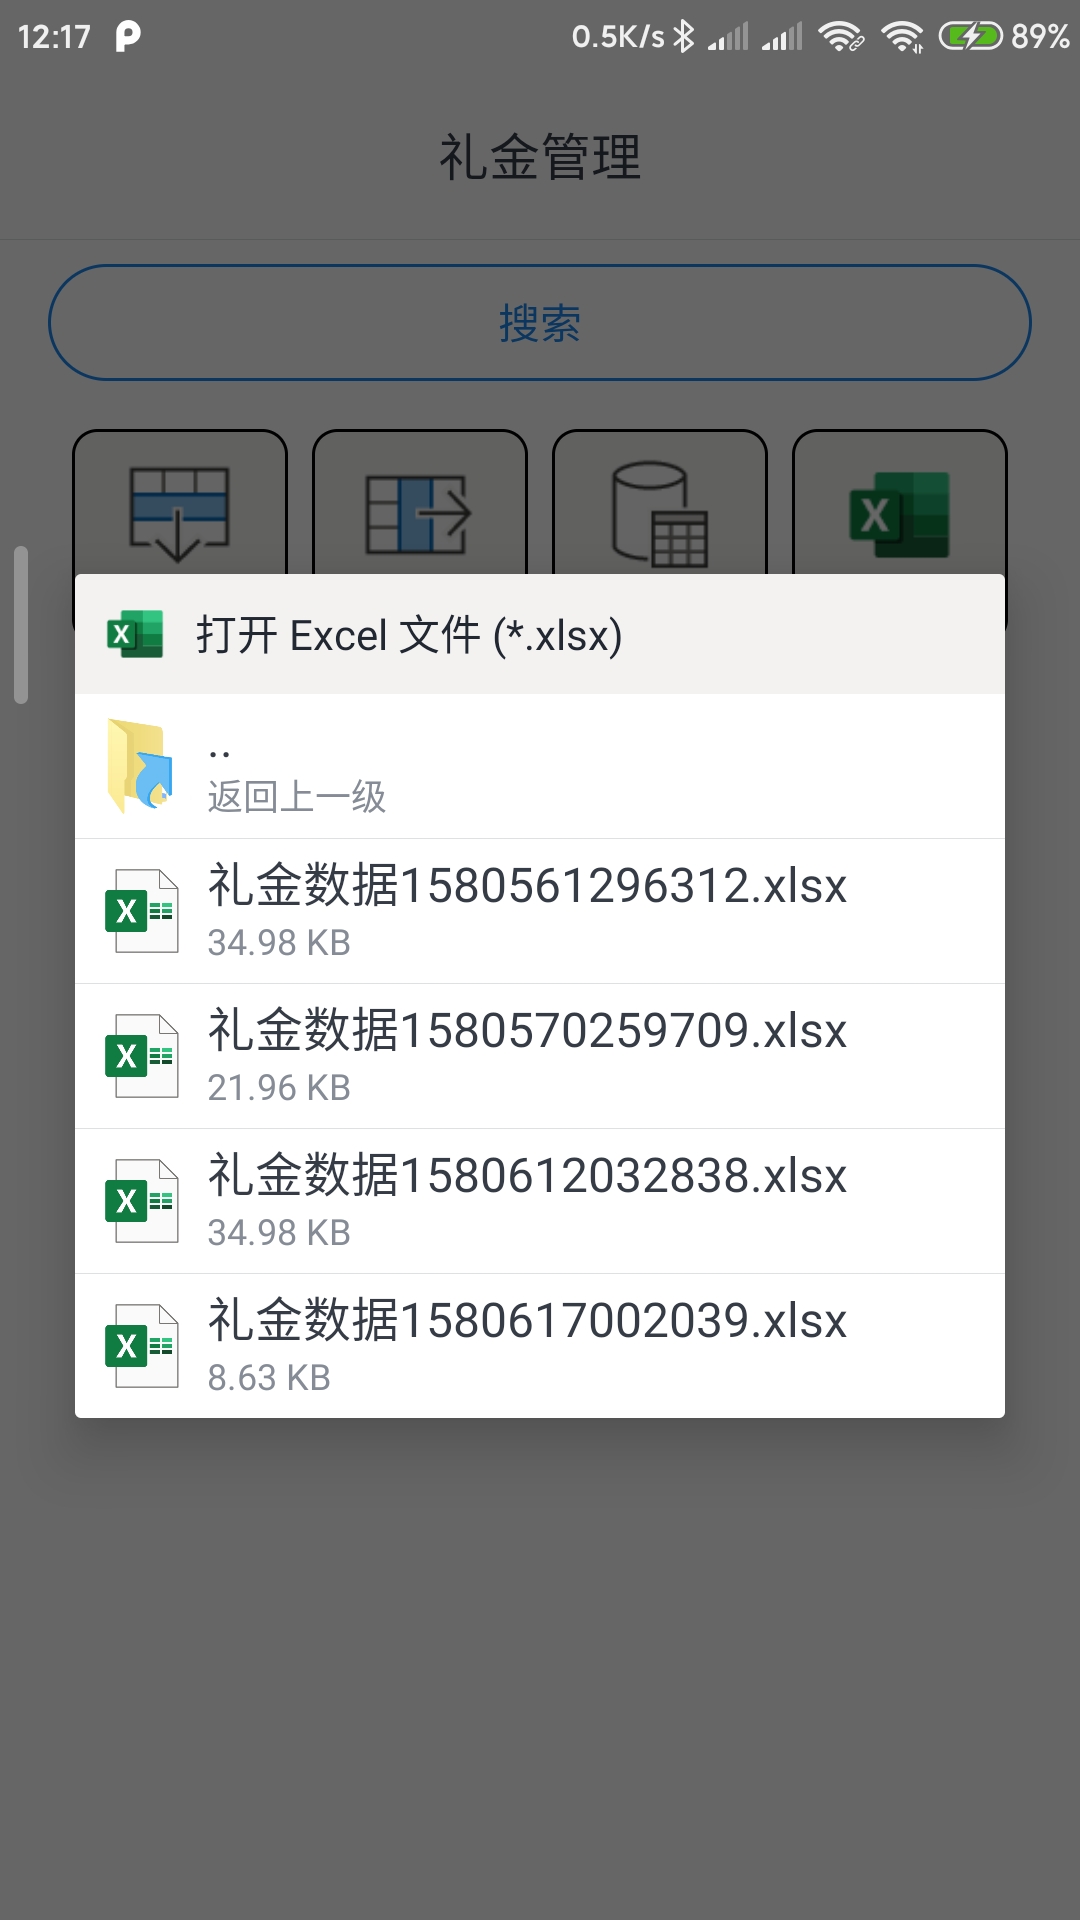 12:17
0.5K/s
89%
礼金管理
搜索
打开 Excel 文件 (*.xlsx)
..
返回上一级
礼金数据1580561296312.xlsx
34.98 KB
礼金数据1580570259709.xlsx
21.96 KB
礼金数据1580612032838.xlsx
34.98 KB
礼金数据1580617002039.xlsx
8.63 KB